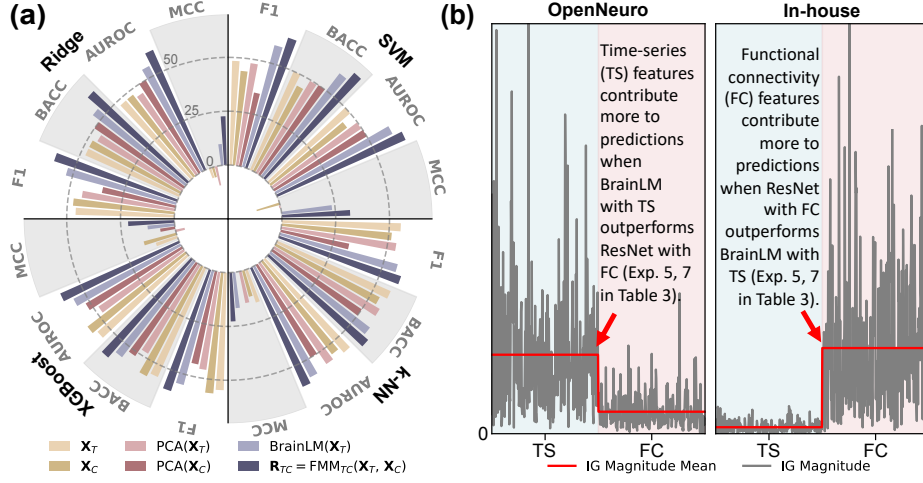 (a)
MCC
F1
BACC
SVM
AUROC
MCC
F1
BACC
k-NN
AUROC
MCC
F1
BACC
XGBoost
AUROC
MCC
F1
BACC
Ridge
AUROC
50
25
0
X_T
PCA(X_T)
BrainLM(X_T)
X_C
PCA(X_C)
R_TC = FMM_TC(X_T, X_C)
(b)
OpenNeuro
In-house
Time-series
(TS) features
contribute
more to
predictions
when
BrainLM
with TS
outperforms
ResNet with
FC (Exp. 5, 7
in Table 3).
Functional
connectivity
(FC) features
contribute
more to
predictions
when ResNet
with FC
outperforms
BrainLM with
TS (Exp. 5, 7
in Table 3).
0
TS
FC
TS
FC
IG Magnitude Mean
IG Magnitude